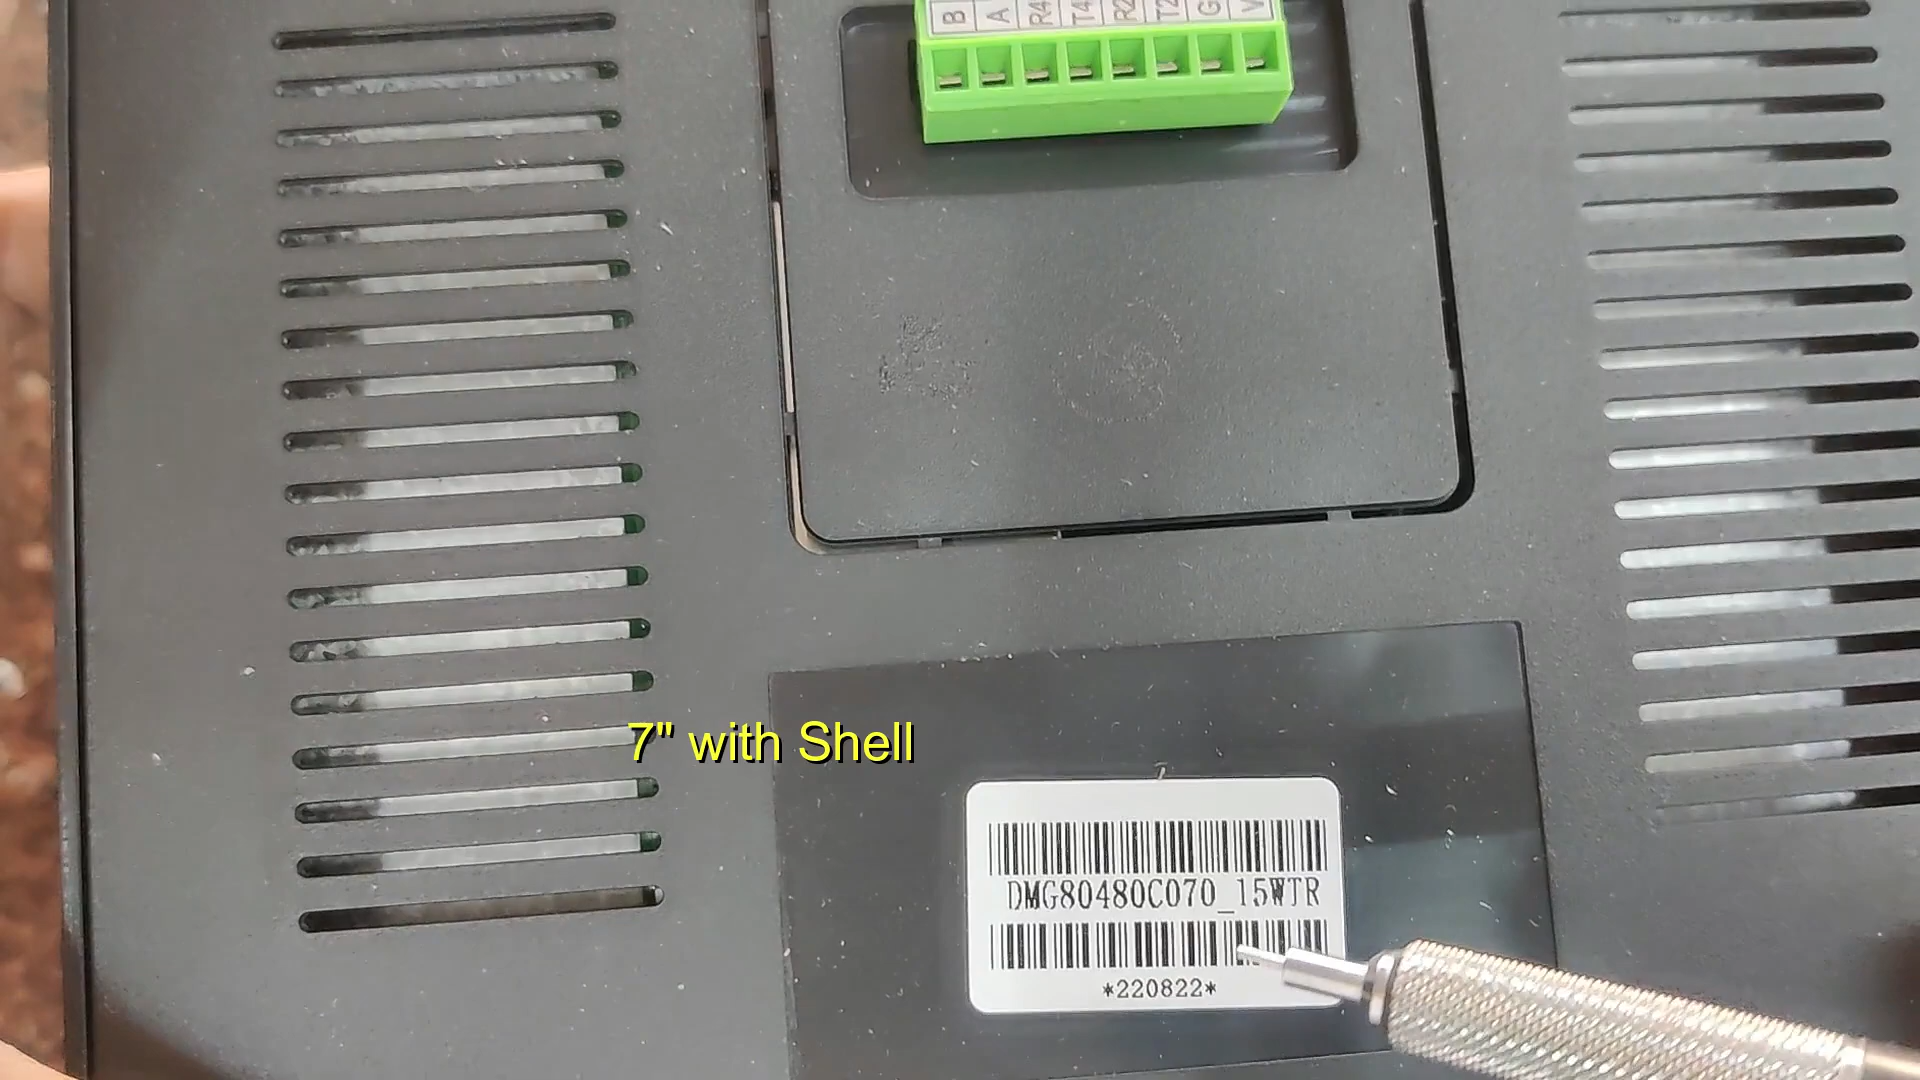 B A R4 T4 R2 T2 G V
7" with Shell
DMG80480C070_15WTR
*220822*